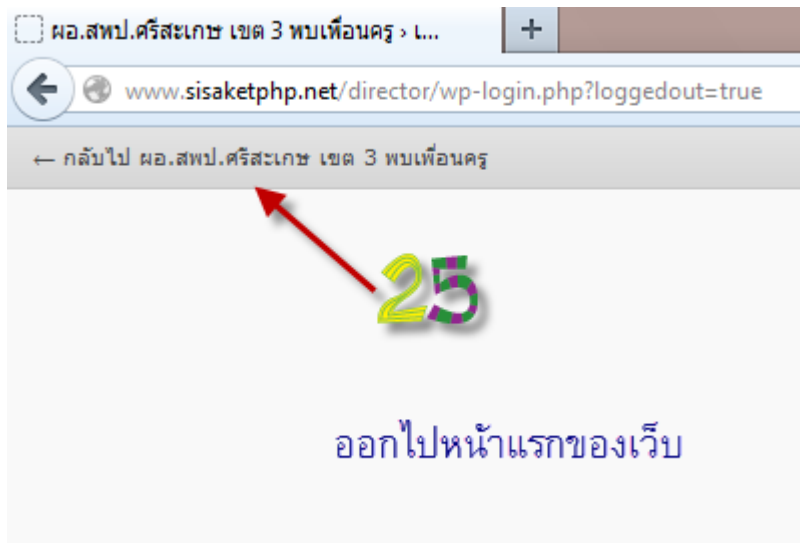 ผอ.สพป.ศรีสะเกษ เขต 3 พบเพื่อนครู › เ...
www.sisaketphp.net/director/wp-login.php?loggedout=true
← กลับไป ผอ.สพป.ศรีสะเกษ เขต 3 พบเพื่อนครู
25
ออกไปหน้าแรกของเว็บ